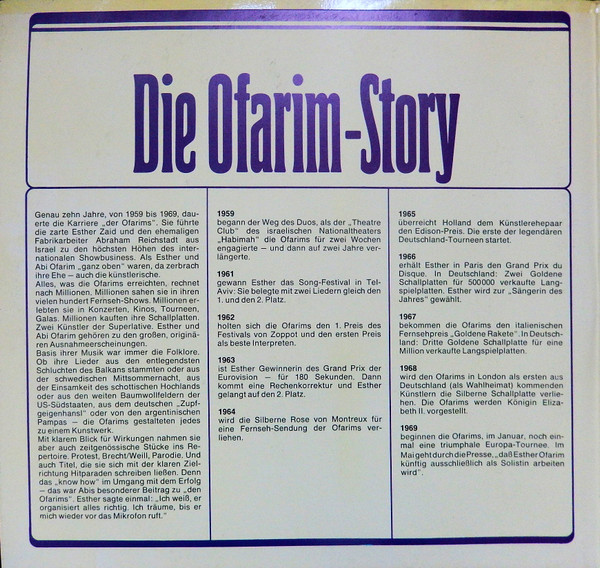 Die Ofarim-Story
Genau zehn Jahre, von 1959 bis 1969, dau-
erte die Karriere „der Ofarims“. Sie führte
die zarte Esther Zaid und den ehemaligen
Fabrikarbeiter Abraham Reichstadt aus
Israel zu den höchsten Höhen des inter-
nationalen Showbusiness. Als Esther und
Abi Ofarim „ganz oben“ waren, da zerbrach
ihre Ehe – auch die künstlerische.
Alles, was die Ofarims erreichten, rechnet
nach Millionen. Millionen sahen sie in ihren
vielen hundert Fernseh-Shows. Millionen er-
lebten sie in Konzerten, Kinos, Tourneen,
Galas. Millionen kauften ihre Schallplatten.
Zwei Künstler der Superlative. Esther und
Abi Ofarim gehören zu den großen, originä-
ren Ausnahmeerscheinungen.
Basis ihrer Musik war immer die Folklore.
Ob ihre Lieder aus den entlegendsten
Schluchten des Balkans stammten oder aus
der schwedischen Mittsommernacht, aus
der Einsamkeit des schottischen Hochlands
oder aus den weiten Baumwollfeldern der
US-Südstaaten, aus dem deutschen „Zupf-
geigenhansl“ oder von den argentinischen
Pampas – die Ofarims gestalteten jedes
zu einem Kunstwerk.
Mit klarem Blick für Wirkungen nahmen sie
aber auch zeitgenössische Stücke ins Re-
pertoire. Protest, Brecht/Weill, Parodie. Und
auch Titel, die sie sich mit der klaren Ziel-
richtung Hitparaden schreiben ließen. Denn
das „know how“ im Umgang mit dem Erfolg
– das war Abis besonderer Beitrag zu „den
Ofarims“. Esther sagte einmal: „Ich weiß, er
organisiert alles richtig. Ich träume, bis er
mich wieder vor das Mikrofon ruft.“
1959
begann der Weg des Duos, als der „Theatre
Club“ des israelischen Nationaltheaters
„Habimah“ die Ofarims für zwei Wochen
engagierte – und dann auf zwei Jahre ver-
längerte.
1961
gewann Esther das Song-Festival in Tel-
Aviv: Sie belegte mit zwei Liedern gleich den
1. und den 2. Platz.
1962
holten sich die Ofarims den 1. Preis des
Festivals von Zoppot und den ersten Preis
als beste Interpreten.
1963
ist Esther Gewinnerin des Grand Prix der
Eurovision – für 180 Sekunden. Dann
kommt eine Rechenkorrektur und Esther
gelangt auf den 2. Platz.
1964
wird die Silberne Rose von Montreux für
eine Fernseh-Sendung der Ofarims ver-
liehen.
1965
überreicht Holland dem Künstlerehepaar
den Edison-Preis. Die erste der legendären
Deutschland-Tourneen startet.
1966
erhält Esther in Paris den Grand Prix du
Disque. In Deutschland: Zwei Goldene
Schallplatten für 500000 verkaufte Lang-
spielplatten. Esther wird zur „Sängerin des
Jahres“ gewählt.
1967
bekommen die Ofarims den italienischen
Fernsehpreis „Goldene Rakete“. In Deutsch-
land: Dritte Goldene Schallplatte für eine
Million verkaufte Langspielplatten.
1968
wird den Ofarims in London als ersten aus
Deutschland (als Wahlheimat) kommenden
Künstlern die Silberne Schallplatte verlie-
hen. Die Ofarims werden Königin Eliza-
beth II. vorgestellt.
1969
beginnen die Ofarims, im Januar, noch ein-
mal eine triumphale Europa-Tournee. Im
Mai geht durch die Presse, „daß Esther Ofarim
künftig ausschließlich als Solistin arbeiten
wird“.